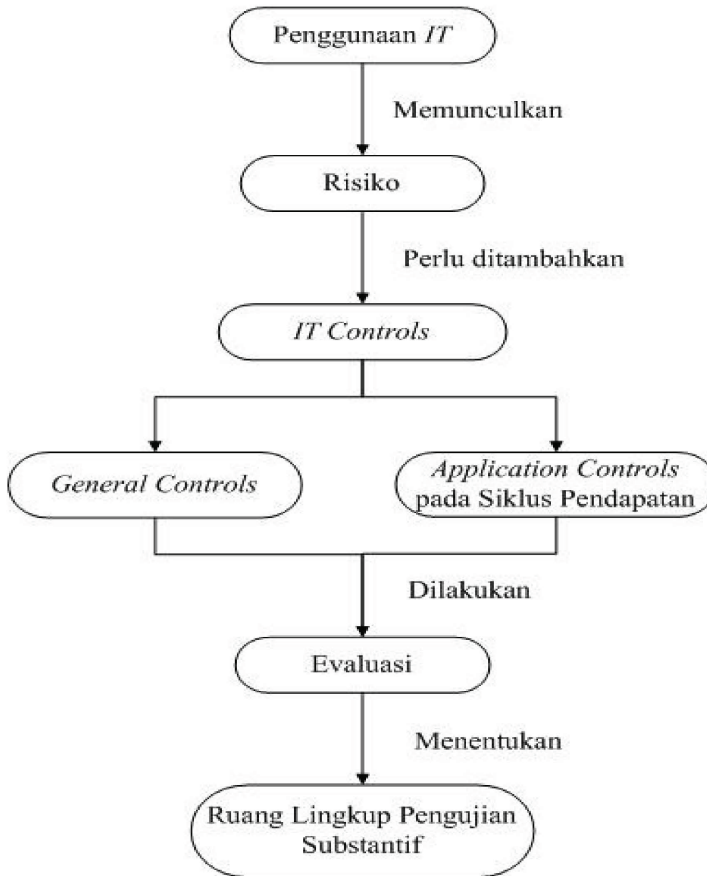 Penggunaan IT
Memunculkan
Risiko
Perlu ditambahkan
IT Controls
General Controls
Application Controls
pada Siklus Pendapatan
Dilakukan
Evaluasi
Menentukan
Ruang Lingkup Pengujian
Substantif